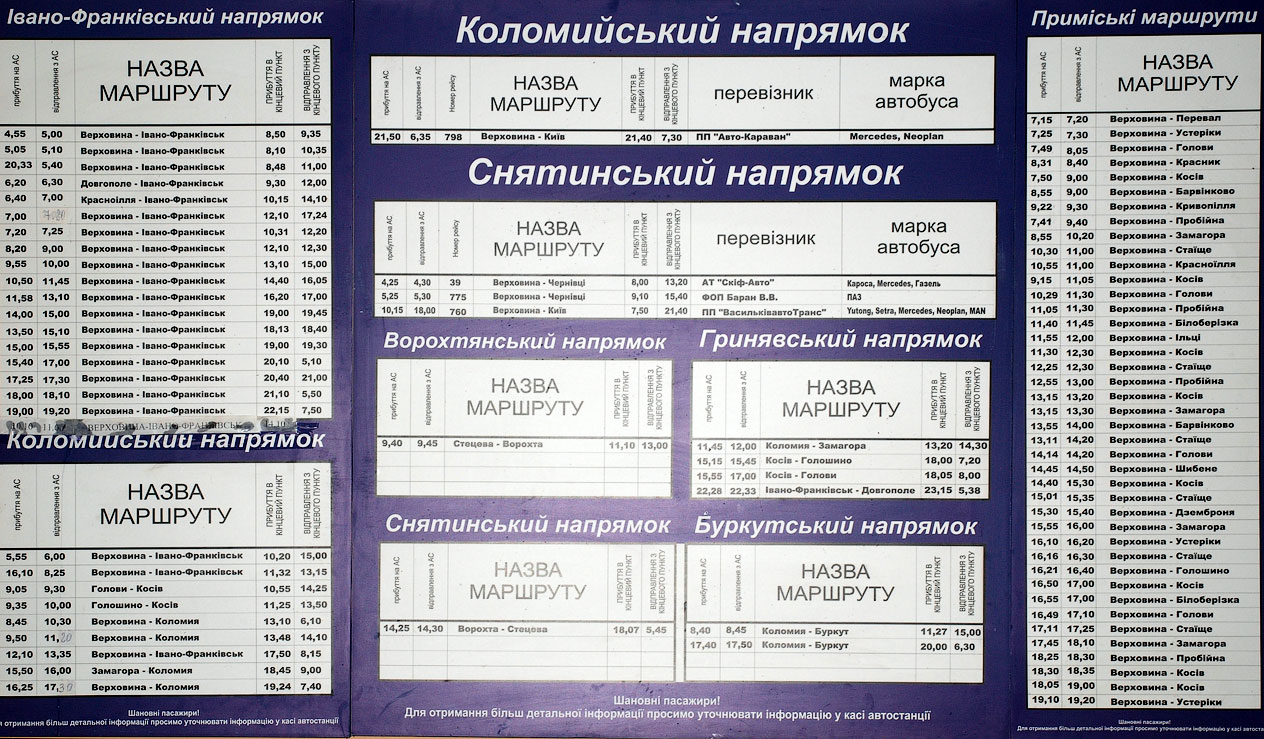 Івано-Франківський напрямок
прибуття на АС відправлення з АС НАЗВА МАРШРУТУ ПРИБУТТЯ В КІНЦЕВИЙ ПУНКТ ВІДПРАВЛЕННЯ З КІНЦЕВОГО ПУНКТУ
4,55 5,00 Верховина - Івано-Франківськ 8,50 9,35
5,05 5,10 Верховина - Івано-Франківськ 8,10 10,35
20,33 5,40 Верховина - Івано-Франківськ 8,48 11,00
6,20 6,30 Довгополе - Івано-Франківськ 9,30 12,00
6,40 7,00 Красноілля - Івано-Франківськ 10,15 14,10
7,00 Верховина - Івано-Франківськ 12,10 17,24
7,20 7,25 Верховина - Івано-Франківськ 10,31 12,20
8,20 9,00 Верховина - Івано-Франківськ 12,10 12,30
9,55 10,00 Верховина - Івано-Франківськ 13,10 15,00
10,50 11,45 Верховина - Івано-Франківськ 14,40 16,05
11,58 13,10 Верховина - Івано-Франківськ 16,20 17,00
14,00 15,00 Верховина - Івано-Франківськ 19,00 19,45
13,50 15,10 Верховина - Івано-Франківськ 18,13 18,40
15,00 15,55 Верховина - Івано-Франківськ 19,00 19,30
15,40 17,00 Верховина - Івано-Франківськ 20,10 5,10
17,25 17,30 Верховина - Івано-Франківськ 20,40 21,00
18,00 18,10 Верховина - Івано-Франківськ 21,10 5,50
19,00 19,20 Верховина - Івано-Франківськ 22,15 7,50
ВЕРХОВИНА-ІВАНО-ФРАНКІВСЬК
Коломийський напрямок
прибуття на АС відправлення з АС НАЗВА МАРШРУТУ ПРИБУТТЯ В КІНЦЕВИЙ ПУНКТ ВІДПРАВЛЕННЯ З КІНЦЕВОГО ПУНКТУ
5,55 6,00 Верховина - Івано-Франківськ 10,20 15,00
16,10 8,25 Верховина - Івано-Франківськ 11,32 13,15
9,05 9,30 Голови - Косів 10,55 14,25
9,35 10,00 Голошино - Косів 11,25 13,50
8,45 10,30 Верховина - Коломия 13,10 6,10
9,50 11,20 Верховина - Коломия 13,48 14,10
12,10 13,35 Верховина - Івано-Франківськ 17,50 8,15
15,50 16,00 Замагора - Коломия 18,45 9,00
16,25 17,30 Верховина - Коломия 19,24 7,40
Шановні пасажири!
я отримання більш детальної інформації просимо уточнювати інформацію у касі автостанції
Коломийський напрямок
прибуття на АС відправлення з АС Номер рейсу НАЗВА МАРШРУТУ ПРИБУТТЯ В КІНЦЕВИЙ ПУНКТ ВІДПРАВЛЕННЯ З КІНЦЕВОГО ПУНКТУ перевізник марка автобуса
21,50 6,35 798 Верховина - Київ 21,40 7,30 ПП "Авто-Караван" Mercedes, Neoplan
Снятинський напрямок
прибуття на АС відправлення з АС Номер рейсу НАЗВА МАРШРУТУ ПРИБУТТЯ В КІНЦЕВИЙ ПУНКТ ВІДПРАВЛЕННЯ З КІНЦЕВОГО ПУНКТУ перевізник марка автобуса
4,25 4,30 39 Верховина - Чернівці 8,00 13,20 АТ "Скіф-Авто" Кароса, Mercedes, Газель
5,25 5,30 775 Верховина - Чернівці 9,10 15,40 ФОП Баран В.В. ПАЗ
10,15 18,00 760 Верховина - Київ 7,50 21,40 ПП "ВасильківавтоТранс" Yutong, Setra, Mercedes, Neoplan, MAN
Ворохтянський напрямок
прибуття на АС відправлення з АС НАЗВА МАРШРУТУ ПРИБУТТЯ В КІНЦЕВИЙ ПУНКТ ВІДПРАВЛЕННЯ З КІНЦЕВОГО ПУНКТУ
9,40 9,45 Стецева - Ворохта 11,10 13,00
Гринявський напрямок
прибуття на АС відправлення з АС НАЗВА МАРШРУТУ ПРИБУТТЯ В КІНЦЕВИЙ ПУНКТ ВІДПРАВЛЕННЯ З КІНЦЕВОГО ПУНКТУ
11,45 12,00 Коломия - Замагора 13,20 14,30
15,15 15,45 Косів - Голошино 18,00 7,20
15,55 17,00 Косів - Голови 18,05 8,00
22,28 22,33 Івано-Франківськ - Довгополе 23,15 5,38
Снятинський напрямок
прибуття на АС відправлення з АС НАЗВА МАРШРУТУ ПРИБУТТЯ В КІНЦЕВИЙ ПУНКТ ВІДПРАВЛЕННЯ З КІНЦЕВОГО ПУНКТУ
14,25 14,30 Ворохта - Стецева 18,07 5,45
Буркутський напрямок
прибуття на АС відправлення з АС НАЗВА МАРШРУТУ ПРИБУТТЯ В КІНЦЕВИЙ ПУНКТ ВІДПРАВЛЕННЯ З КІНЦЕВОГО ПУНКТУ
8,40 8,45 Коломия - Буркут 11,27 15,00
17,40 17,50 Коломия - Буркут 20,00 6,30
Шановні пасажири!
Для отримання більш детальної інформації просимо уточнювати інформацію у касі автостанції
Приміські маршрути
прибуття на АС відправлення з АС НАЗВА МАРШРУТУ
7,15 7,20 Верховина - Перевал
7,25 7,30 Верховина - Устеріки
7,49 8,05 Верховина - Голови
8,31 8,40 Верховина - Красник
7,50 9,00 Верховина - Косів
8,55 9,00 Верховина - Барвінково
9,22 9,30 Верховина - Кривопілля
7,41 9,40 Верховина - Пробійна
8,55 10,20 Верховина - Замагора
10,30 11,00 Верховина - Стаїще
10,55 11,00 Верховина - Красноїлля
9,15 11,05 Верховина - Косів
10,29 11,30 Верховина - Голови
11,05 11,30 Верховина - Пробійна
11,40 11,45 Верховина - Білоберізка
11,55 12,00 Верховина - Ільці
11,30 12,30 Верховина - Косів
12,25 12,30 Верховина - Стаїще
12,55 13,00 Верховина - Пробійна
13,15 13,20 Верховина - Косів
13,15 13,30 Верховина - Замагора
13,55 14,00 Верховина - Барвінково
13,11 14,20 Верховина - Стаїще
14,14 14,20 Верховина - Голови
14,45 14,50 Верховина - Шибене
14,40 15,30 Верховина - Косів
15,01 15,35 Верховина - Стаїще
15,30 15,40 Верховина - Дземброня
15,55 16,00 Верховина - Замагора
16,10 16,20 Верховина - Устеріки
16,16 16,30 Верховина - Стаїще
16,21 16,40 Верховина - Голошино
16,50 17,00 Верховина - Косів
16,55 17,00 Верховина - Білоберізка
16,49 17,10 Верховина - Голови
17,11 17,25 Верховина - Стаїще
17,45 18,10 Верховина - Замагора
18,25 18,30 Верховина - Пробійна
18,30 18,35 Верховина - Косів
18,05 19,00 Верховина - Косів
19,10 19,20 Верховина - Устеріки
Шановні пасажири!
Для отримання більш детальної інформації просимо уточнювати інформацію у касі автоста